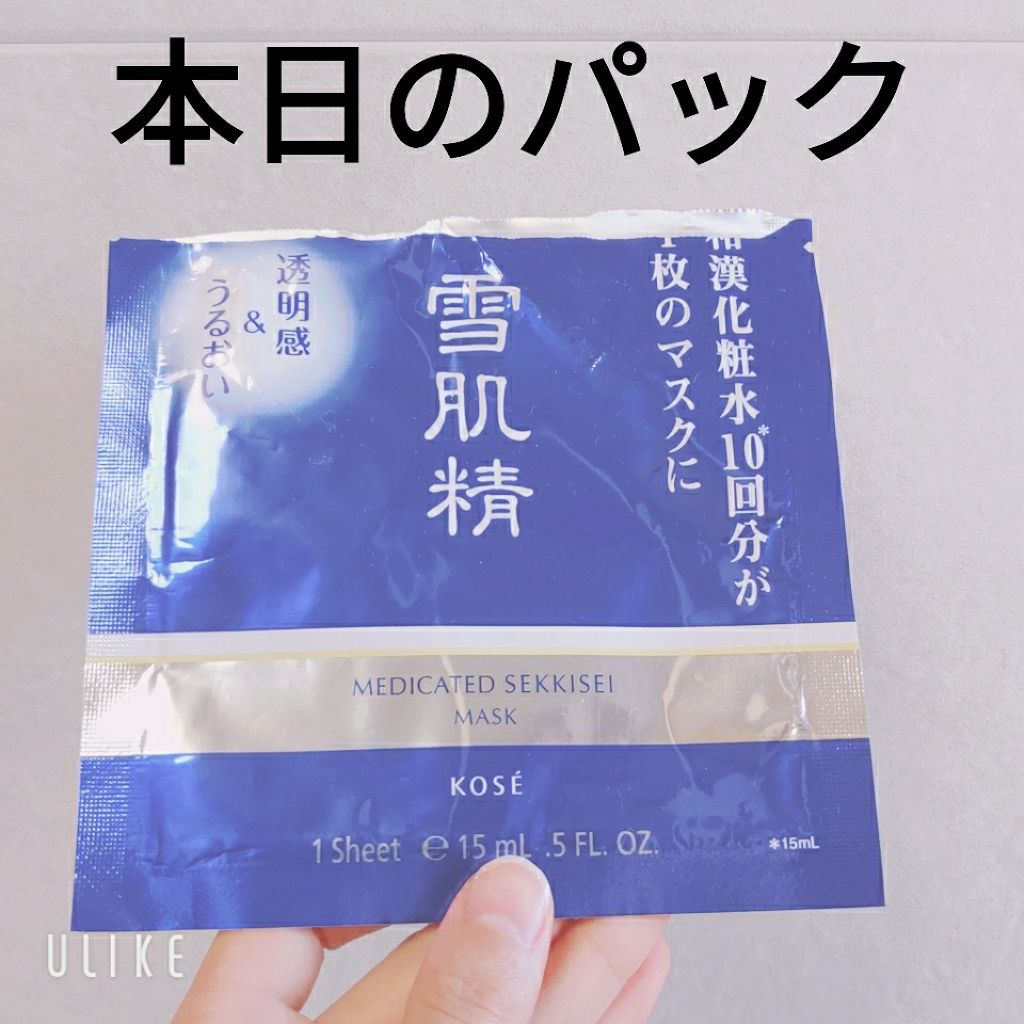 本日のパック
和漢化粧水10*回分が
1枚のマスクに
雪肌精
透明感
&
うるおい
MEDICATED SEKKISEI
MASK
KOSÉ
1 Sheet ℮ 15 mL .5 FL. OZ.
*15mL
ULIKE